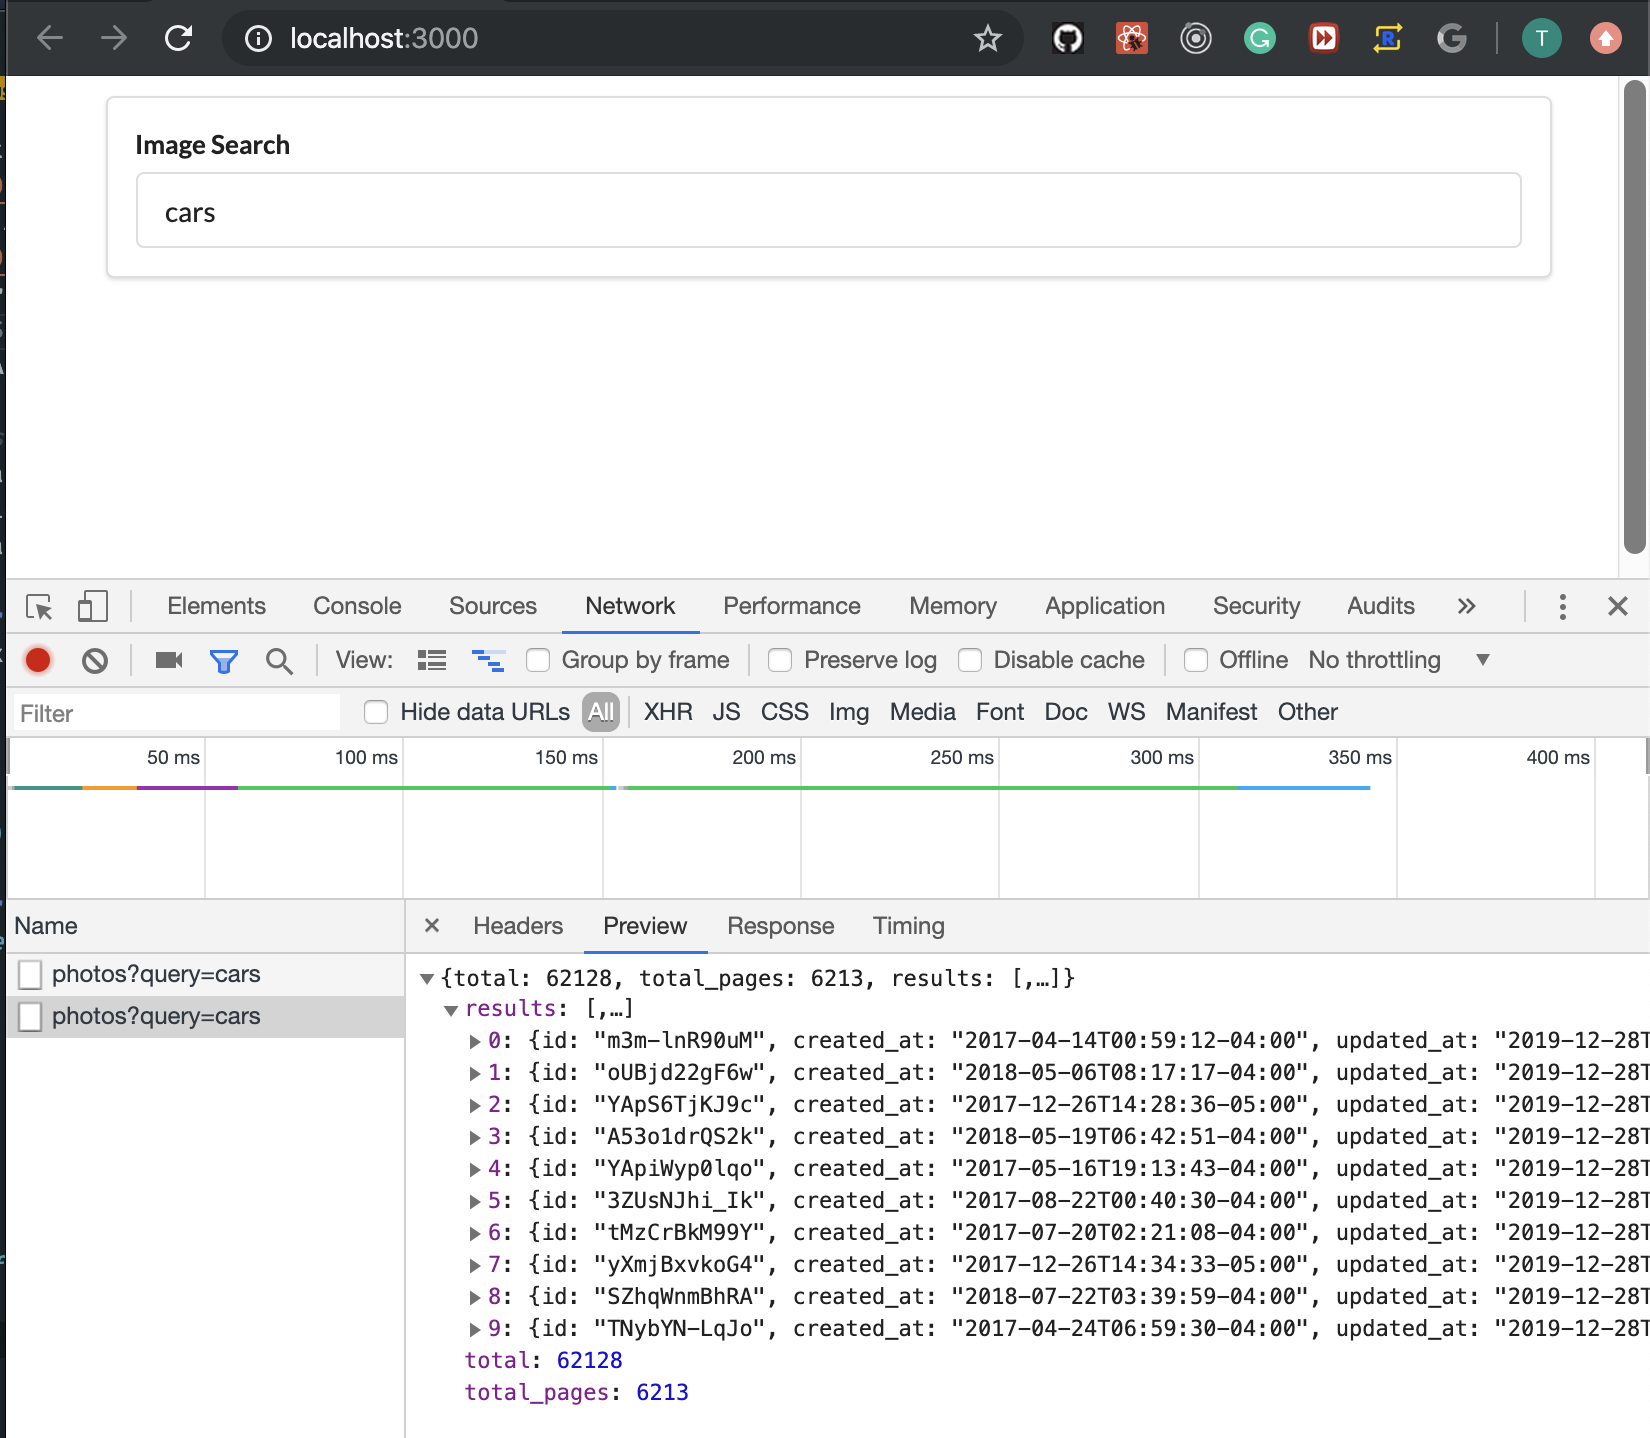 localhost:3000
T
Image Search
cars
Elements Console Sources Network Performance Memory Application Security Audits »
View: Group by frame Preserve log Disable cache Offline No throttling ▼
Filter Hide data URLs All XHR JS CSS Img Media Font Doc WS Manifest Other
50 ms 100 ms 150 ms 200 ms 250 ms 300 ms 350 ms 400 ms
Name
photos?query=cars
photos?query=cars
× Headers Preview Response Timing
▼{total: 62128, total_pages: 6213, results: [,…]}
▼results: [,…]
▶0: {id: "m3m-lnR90uM", created_at: "2017-04-14T00:59:12-04:00", updated_at: "2019-12-28T
▶1: {id: "oUBjd22gF6w", created_at: "2018-05-06T08:17:17-04:00", updated_at: "2019-12-28T
▶2: {id: "YApS6TjKJ9c", created_at: "2017-12-26T14:28:36-05:00", updated_at: "2019-12-28T
▶3: {id: "A53o1drQS2k", created_at: "2018-05-19T06:42:51-04:00", updated_at: "2019-12-28T
▶4: {id: "YApiWyp0lqo", created_at: "2017-05-16T19:13:43-04:00", updated_at: "2019-12-28T
▶5: {id: "3ZUsNJhi_Ik", created_at: "2017-08-22T00:40:30-04:00", updated_at: "2019-12-28T
▶6: {id: "tMzCrBkM99Y", created_at: "2017-07-20T02:21:08-04:00", updated_at: "2019-12-28T
▶7: {id: "yXmjBxvkoG4", created_at: "2017-12-26T14:34:33-05:00", updated_at: "2019-12-28T
▶8: {id: "SZhqWnmBhRA", created_at: "2018-07-22T03:39:59-04:00", updated_at: "2019-12-28T
▶9: {id: "TNybYN-LqJo", created_at: "2017-04-24T06:59:30-04:00", updated_at: "2019-12-28T
total: 62128
total_pages: 6213